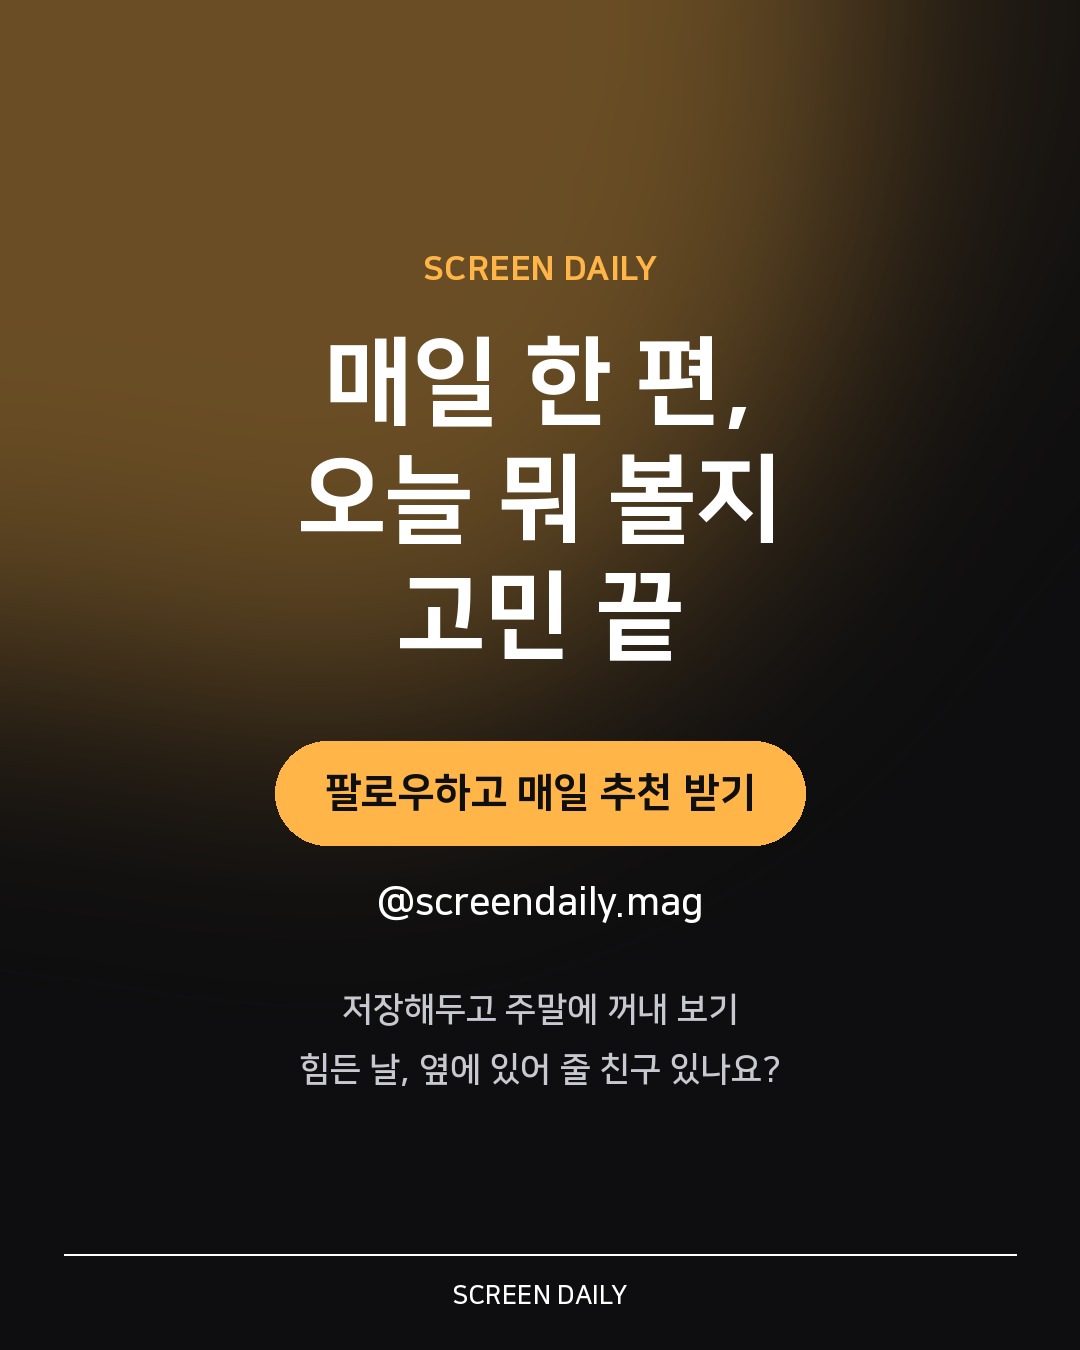 SCREEN DAILY
매일 한 편,
오늘 뭐 볼지
고민 끝
팔로우하고 매일 추천 받기
@screendaily.mag
저장해두고 주말에 꺼내 보기
힘든 날, 옆에 있어 줄 친구 있나요?
SCREEN DAILY